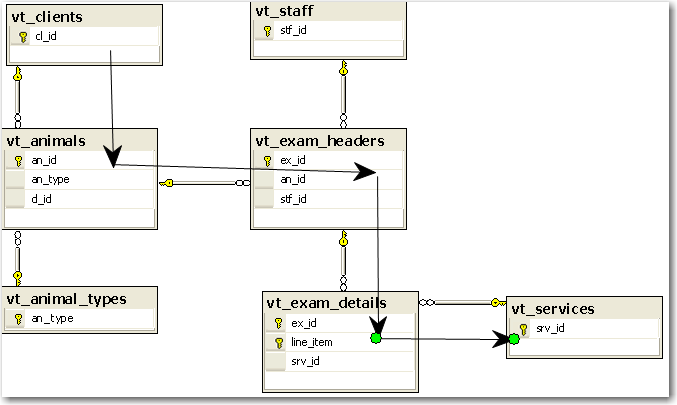 vt_clients
cl_id
vt_staff
stf_id
vt_animals
an_id
an_type
d_id
vt_exam_headers
ex_id
an_id
stf_id
vt_animal_types
an_type
vt_exam_details
ex_id
line_item
srv_id
vt_services
srv_id